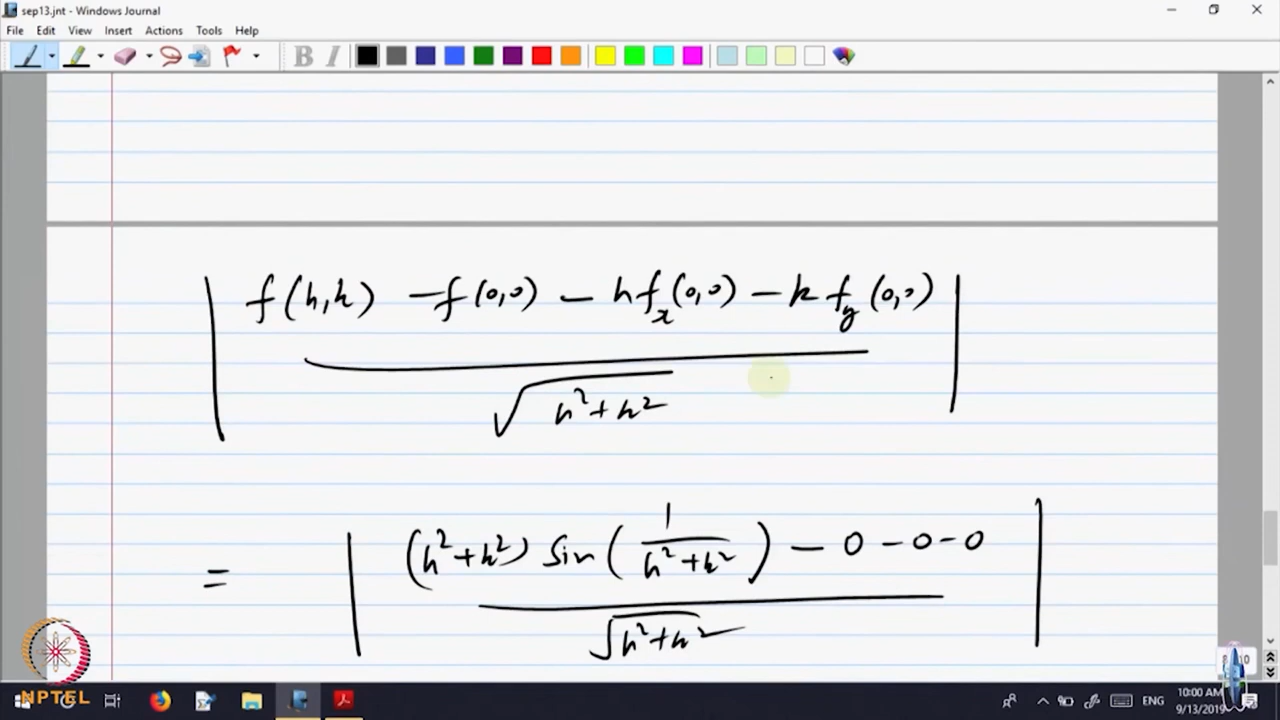 sep13.jnt - Windows Journal
File Edit View Insert Actions Tools Help
B I
| f(h,k) - f(0,0) - h f_x (0,0) - k f_y (0,0) |
√(h² + k²)
= | (h² + k²) sin( 1 / (h² + k²) ) - 0 - 0 - 0 |
√(h² + k²)
NPTEL
ENG
10:00 AM
9/13/2019